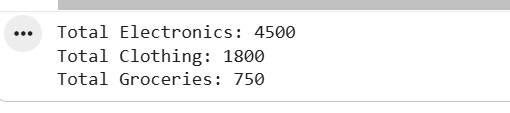 Total Electronics: 4500
Total Clothing: 1800
Total Groceries: 750